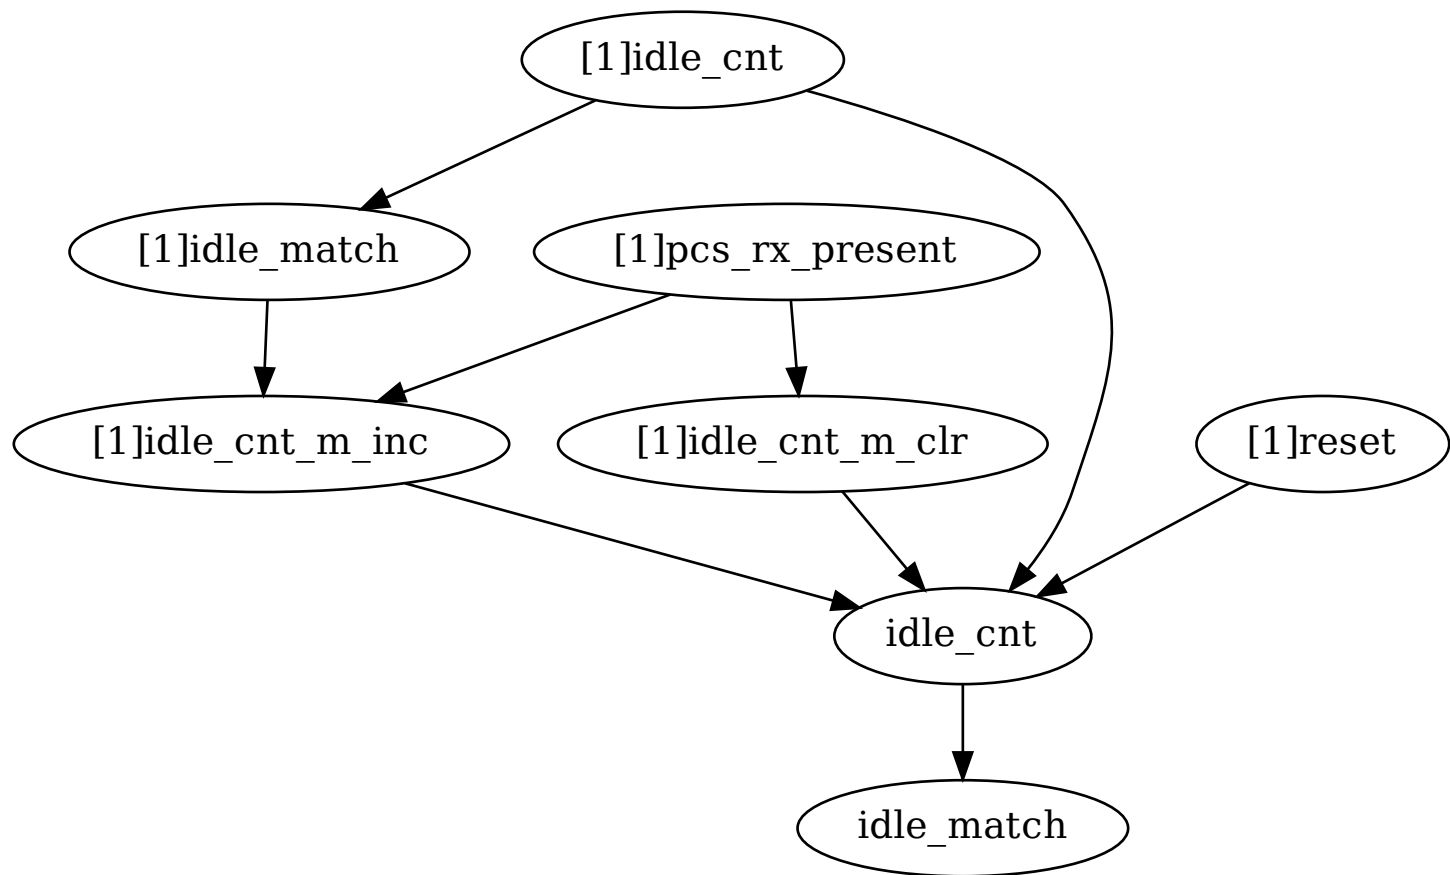 [1]idle_cnt
[1]idle_match
[1]pcs_rx_present
[1]idle_cnt_m_inc
[1]idle_cnt_m_clr
[1]reset
idle_cnt
idle_match